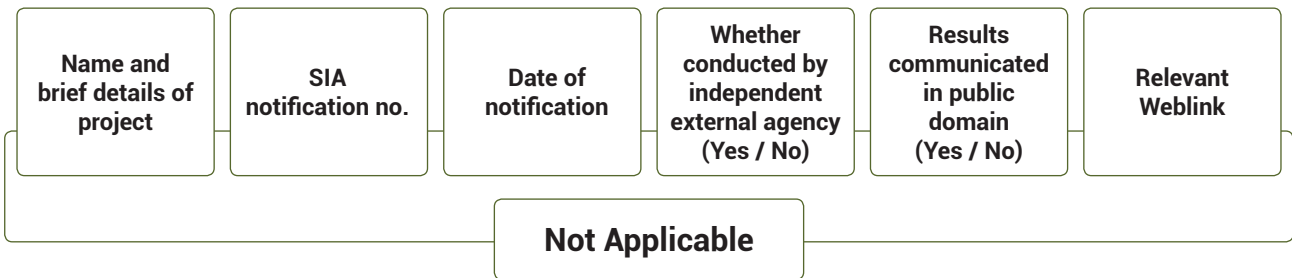 Name and
brief details of
project
SIA
notification no.
Date of
notification
Whether
conducted by
independent
external agency
(Yes / No)
Results
communicated
in public
domain
(Yes / No)
Relevant
Weblink
Not Applicable